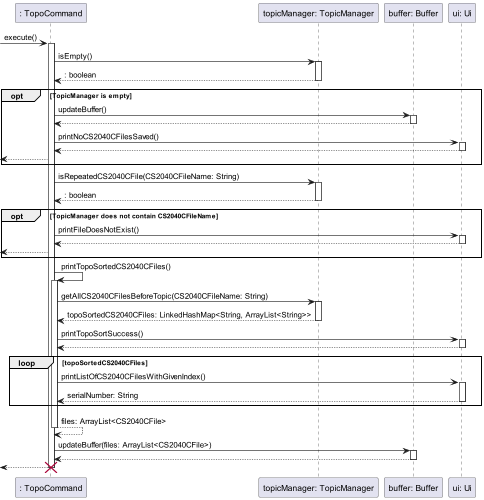 : TopoCommand
topicManager: TopicManager
buffer: Buffer
ui: Ui
execute()
isEmpty()
: boolean
opt
[TopicManager is empty]
updateBuffer()
printNoCS2040CFilesSaved()
isRepeatedCS2040CFile(CS2040CFileName: String)
: boolean
opt
[TopicManager does not contain CS2040CFileName]
printFileDoesNotExist()
printTopoSortedCS2040CFiles()
getAllCS2040CFilesBeforeTopic(CS2040CFileName: String)
topoSortedCS2040CFiles: LinkedHashMap<String, ArrayList<String>>
printTopoSortSuccess()
loop
[topoSortedCS2040CFiles]
printListOfCS2040CFilesWithGivenIndex()
serialNumber: String
files: ArrayList<CS2040CFile>
updateBuffer(files: ArrayList<CS2040CFile>)
: TopoCommand
topicManager: TopicManager
buffer: Buffer
ui: Ui